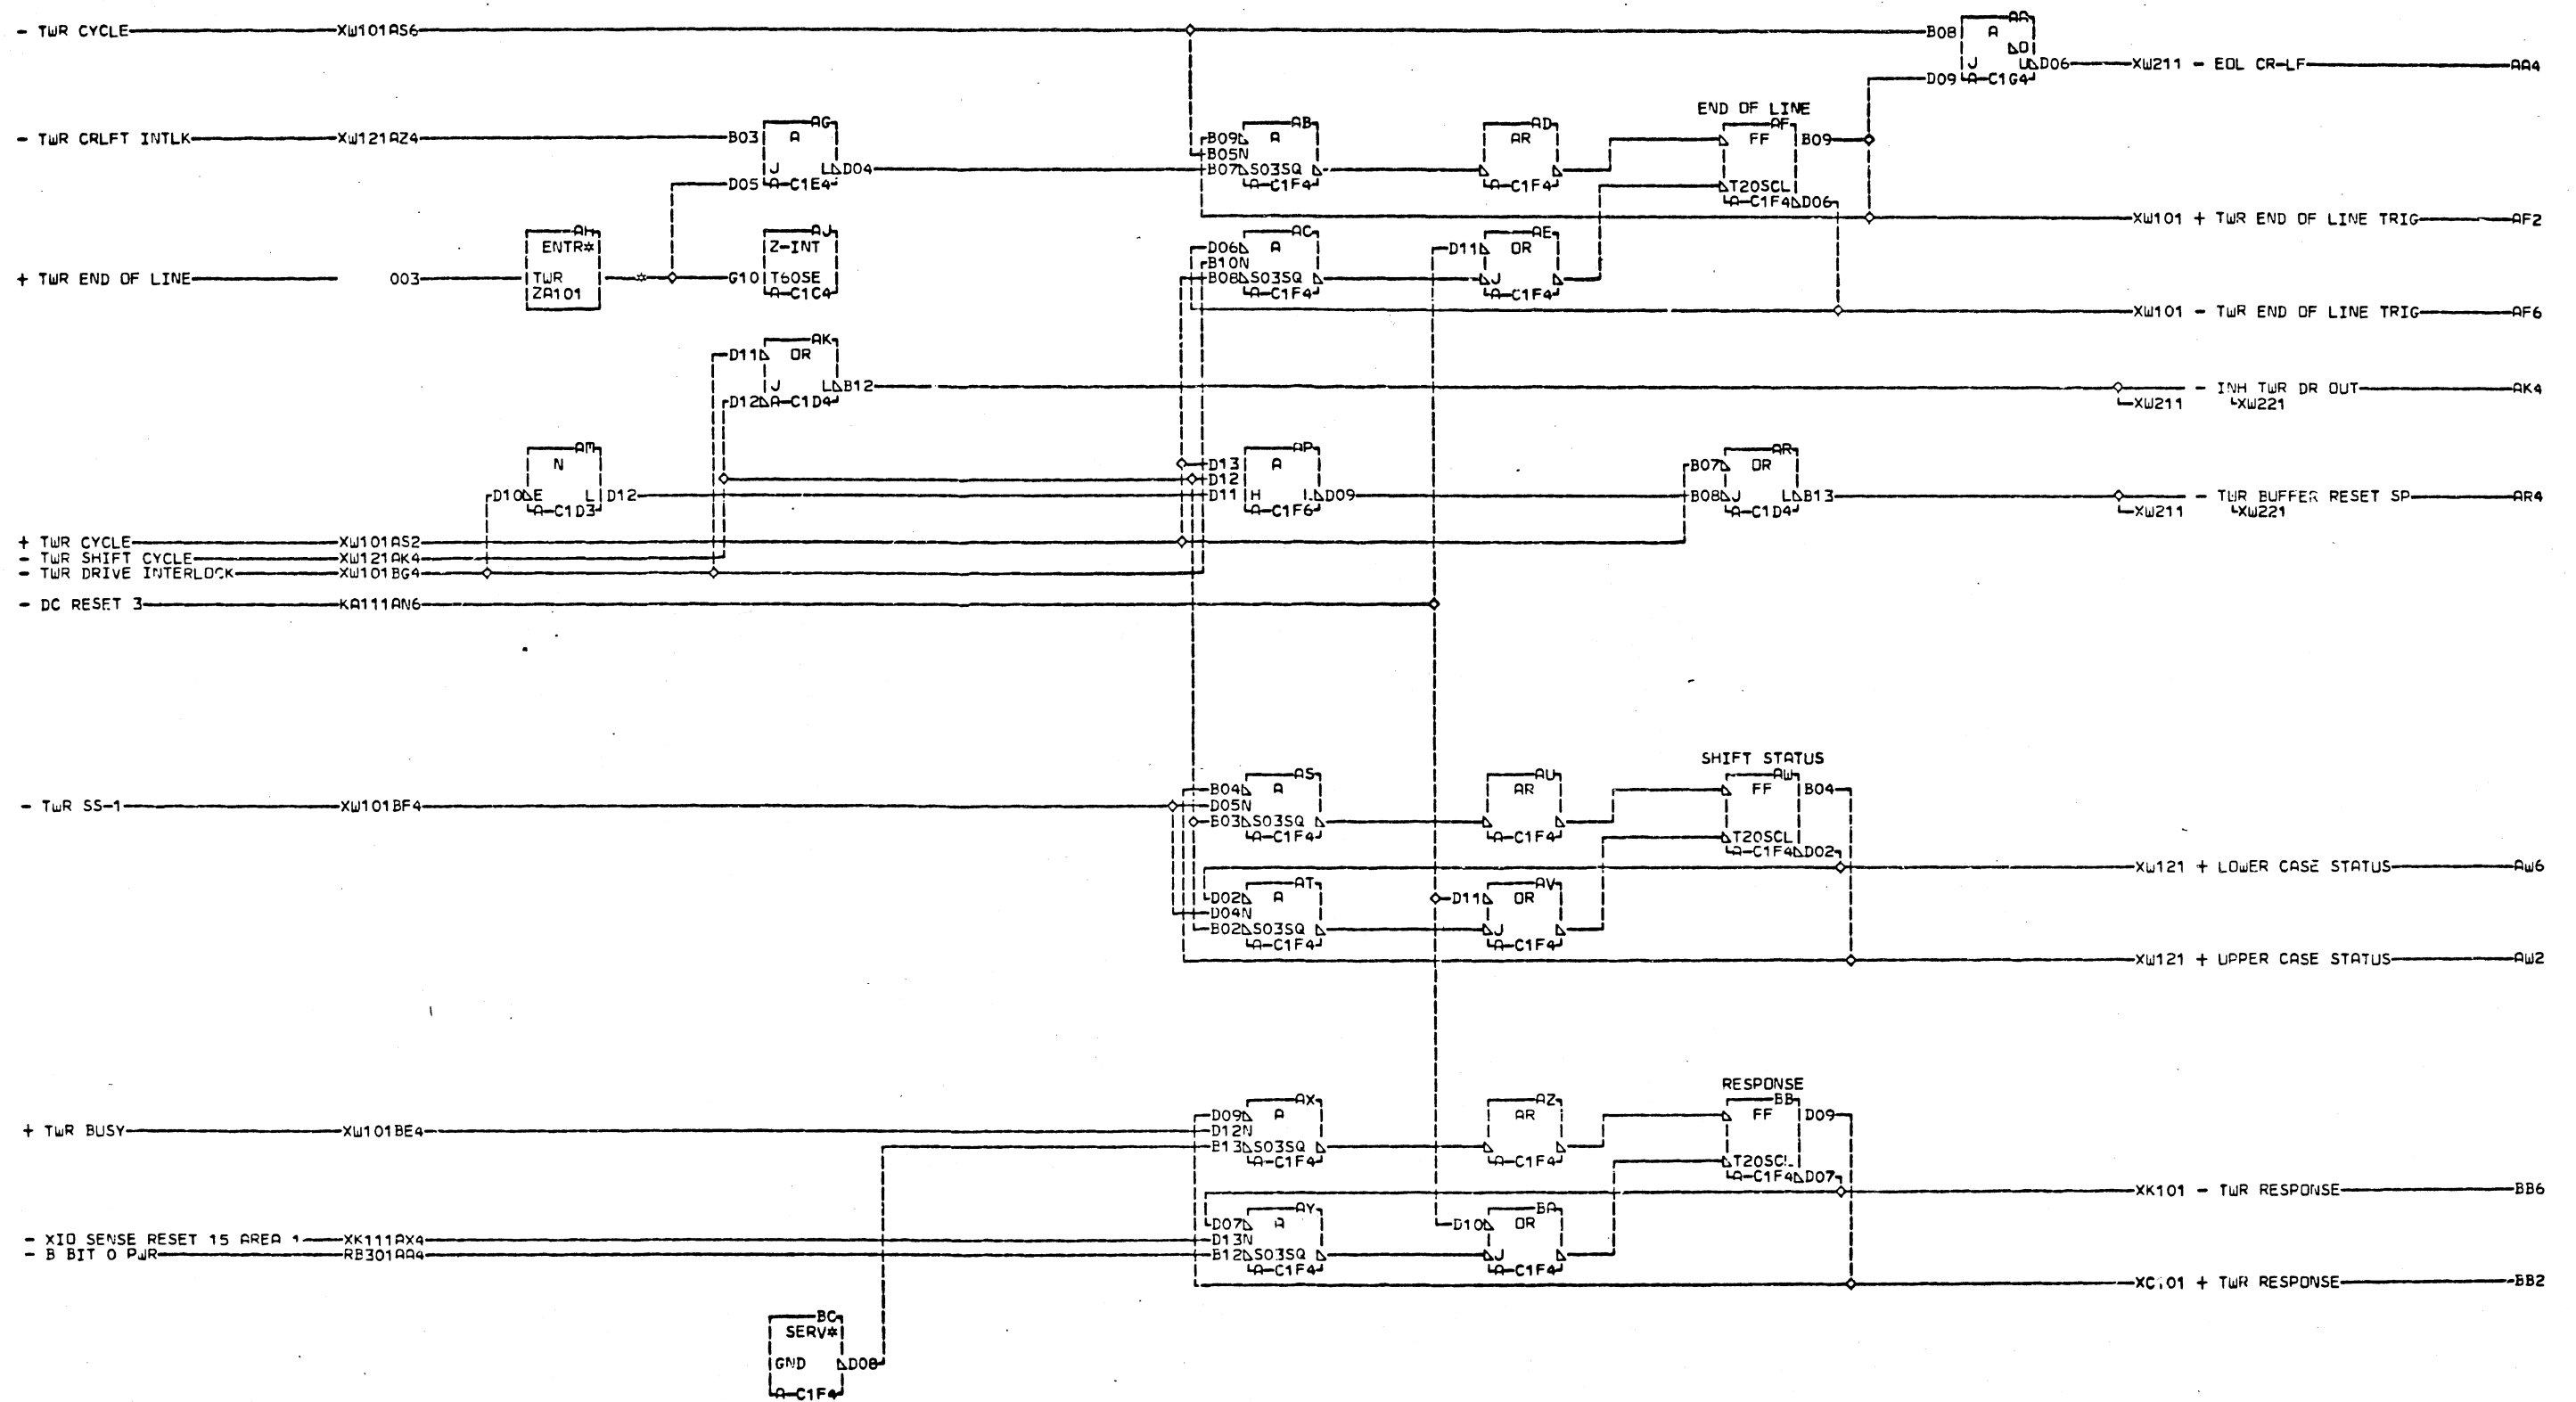 - TWR CYCLE XW101AS6
B08 A AA
D06 XW211 - EOL CR-LF AA4
D09 J A-C1G4
END OF LINE
- TWR CRLFT INTLK XW121AZ4 B03 A AG
B09 A AB
B05N
AR AD
FF AF B09
J L D04
B07 S03SQ
D05 A-C1E4
A-C1F4
A-C1F4
T20SCL
A-C1F4 D06
XW101 + TWR END OF LINE TRIG AF2
ENTR* AH
Z-INT AJ
D06 A AC
B10N
D11 OR AE
+ TWR END OF LINE 003 TWR
G10 T60SE
B08 S03SQ
J
ZA101
A-C1C4
A-C1F4
A-C1F4
XW101 - TWR END OF LINE TRIG AF6
D11 OR AK
J L B12
- INH TWR DR OUT AK4
D12 A-C1D4
XW211 XW221
N AM
D13 A AP
D12
B07 OR AR
D10 E L D12
D11 H L D09
B08 J L B13
- TWR BUFFER RESET SP AR4
A-C1D3
A-C1F6
A-C1D4
XW211 XW221
+ TWR CYCLE XW101AS2
- TWR SHIFT CYCLE XW121AK4
- TWR DRIVE INTERLOCK XW101BG4
- DC RESET 3 KA111AN6
SHIFT STATUS
B04 A AS
AR AU
FF AW B04
- TWR SS-1 XW101BF4 D05N
B03 S03SQ
A-C1F4
A-C1F4
T20SCL
A-C1F4 D02
XW121 + LOWER CASE STATUS AW6
D02 A AT
D04N
D11 OR AV
B02 S03SQ
J
A-C1F4
A-C1F4
XW121 + UPPER CASE STATUS AW2
RESPONSE
D09 A AX
AR AZ
FF BB D09
+ TWR BUSY XW101BE4 D12N
B13 S03SQ
A-C1F4
A-C1F4
T20SCL
A-C1F4 D07
XK101 - TWR RESPONSE BB6
D07 A AY
D10 OR BA
- XIO SENSE RESET 15 AREA 1 XK111AX4 D13N
- B BIT 0 PWR RB301AA4 B12 S03SQ
J
A-C1F4
A-C1F4
+ TWR RESPONSE BB2
SERV* BC
GND D08
A-C1F4